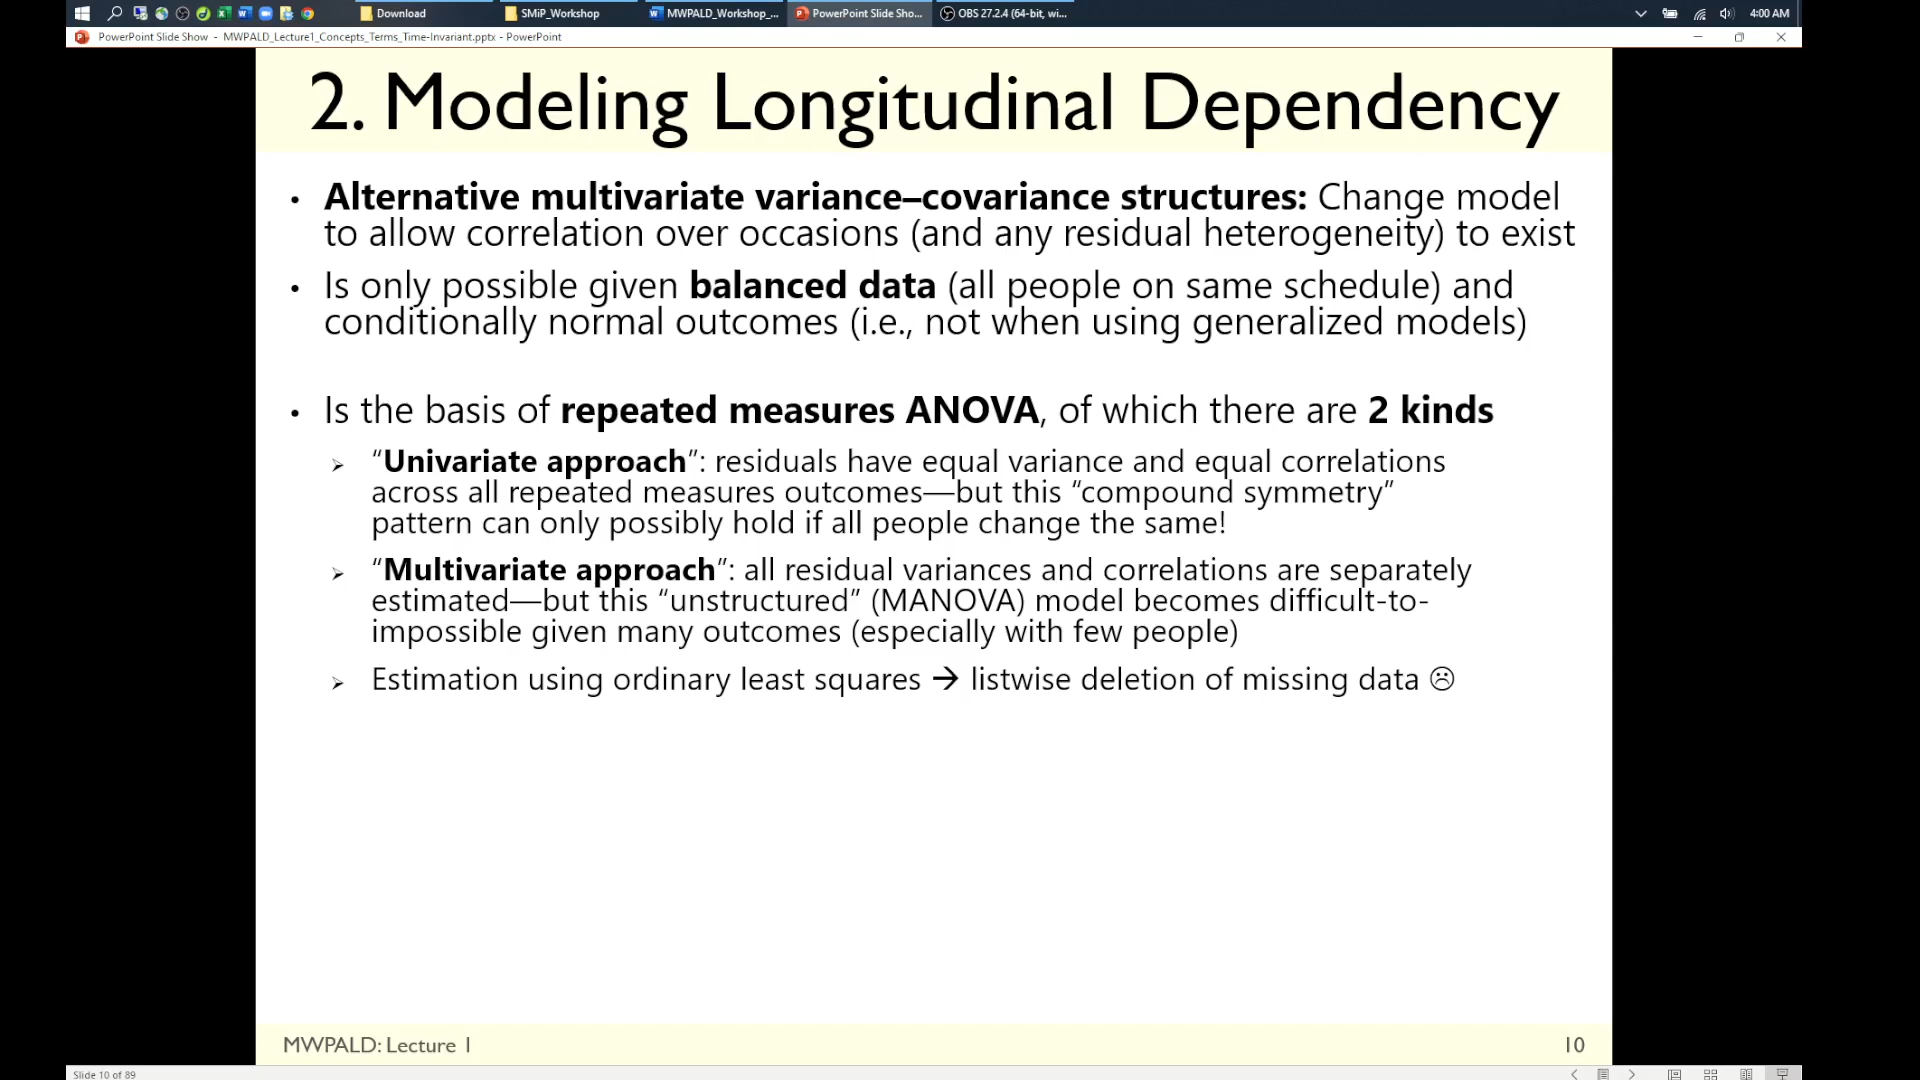 Download
SMiP_Workshop
MWPALD_Workshop_...
PowerPoint Slide Sho...
OBS 27.2.4 (64-bit, wi...
4:00 AM
PowerPoint Slide Show - MWPALD_Lecture1_Concepts_Terms_Time-Invariant.pptx - PowerPoint
2. Modeling Longitudinal Dependency
• Alternative multivariate variance–covariance structures: Change model
to allow correlation over occasions (and any residual heterogeneity) to exist
• Is only possible given balanced data (all people on same schedule) and
conditionally normal outcomes (i.e., not when using generalized models)
• Is the basis of repeated measures ANOVA, of which there are 2 kinds
➢ “Univariate approach”: residuals have equal variance and equal correlations
across all repeated measures outcomes—but this “compound symmetry”
pattern can only possibly hold if all people change the same!
➢ “Multivariate approach”: all residual variances and correlations are separately
estimated—but this “unstructured” (MANOVA) model becomes difficult-to-
impossible given many outcomes (especially with few people)
➢ Estimation using ordinary least squares → listwise deletion of missing data ☹
MWPALD: Lecture 1
10
Slide 10 of 89